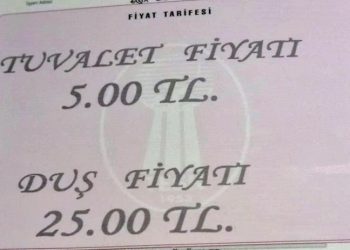 FİYAT TARİFESİ
TUVALET FİYATI
5.00 TL.
DUŞ FİYATI
25.00 TL.